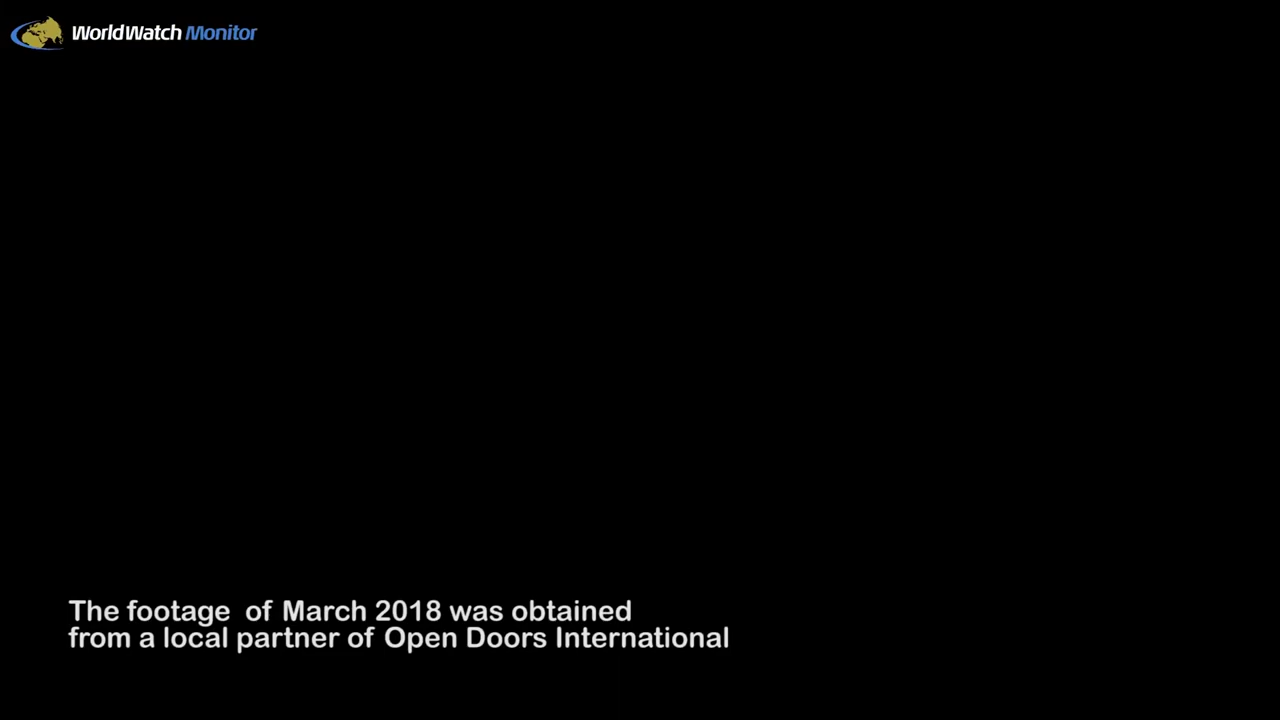 WorldWatch Monitor
The footage of March 2018 was obtained
from a local partner of Open Doors International